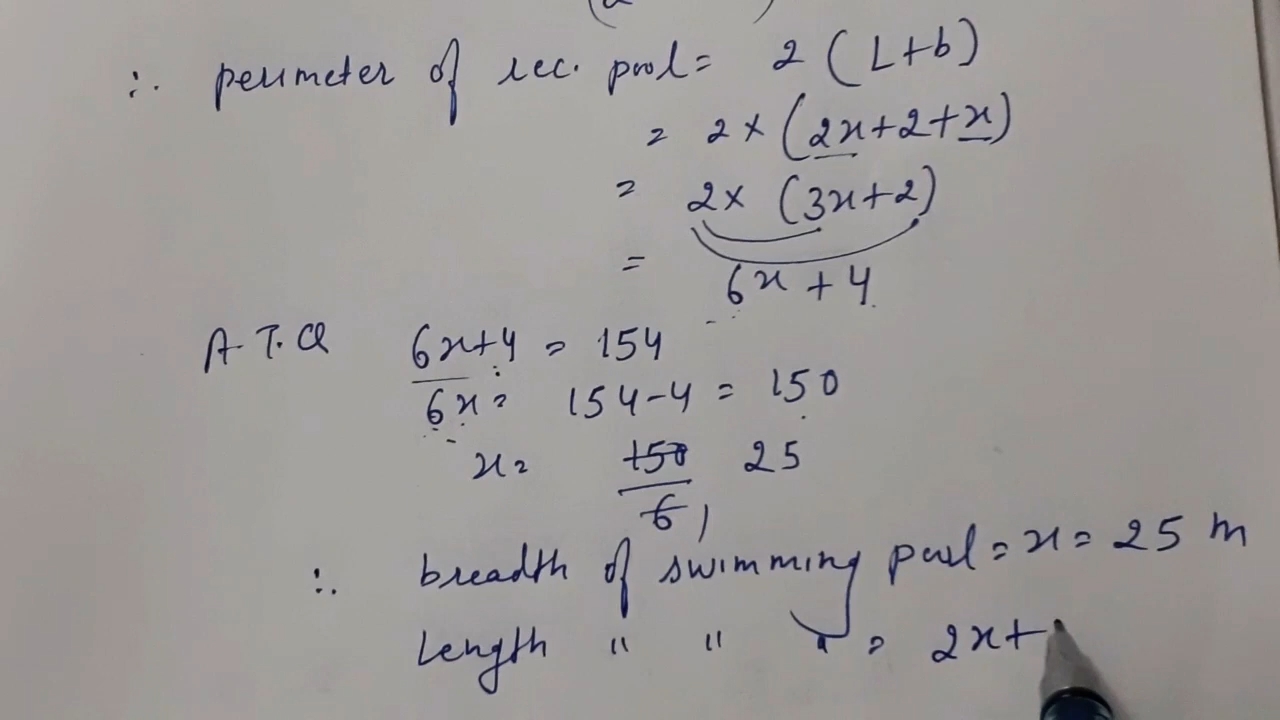 ∴ perimeter of rec. pool = 2 (L+b)
= 2 × (2x+2+x)
= 2× (3x+2)
= 6x + 4
A.T.Q 6x+4 = 154
6x = 154-4 = 150
x = 150/6 25 1
∴ breadth of swimming pool = x = 25 m
Length " " " = 2x+